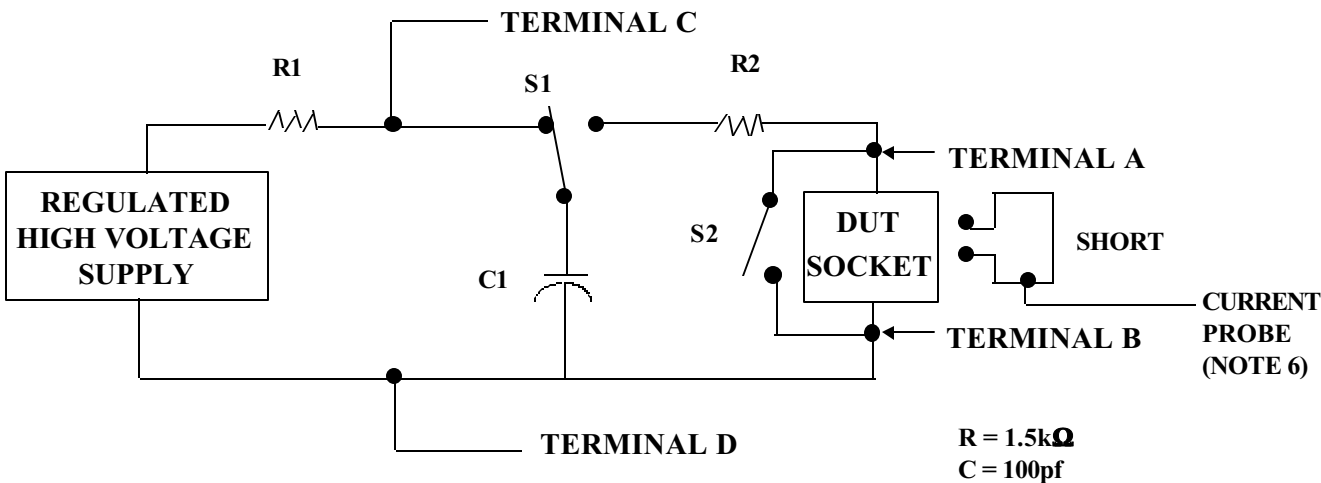 TERMINAL C
R1
S1
R2
TERMINAL A
REGULATED
HIGH VOLTAGE
SUPPLY
S2
DUT
SOCKET
SHORT
C1
TERMINAL B
CURRENT
PROBE
(NOTE 6)
TERMINAL D
R = 1.5kΩ
C = 100pf